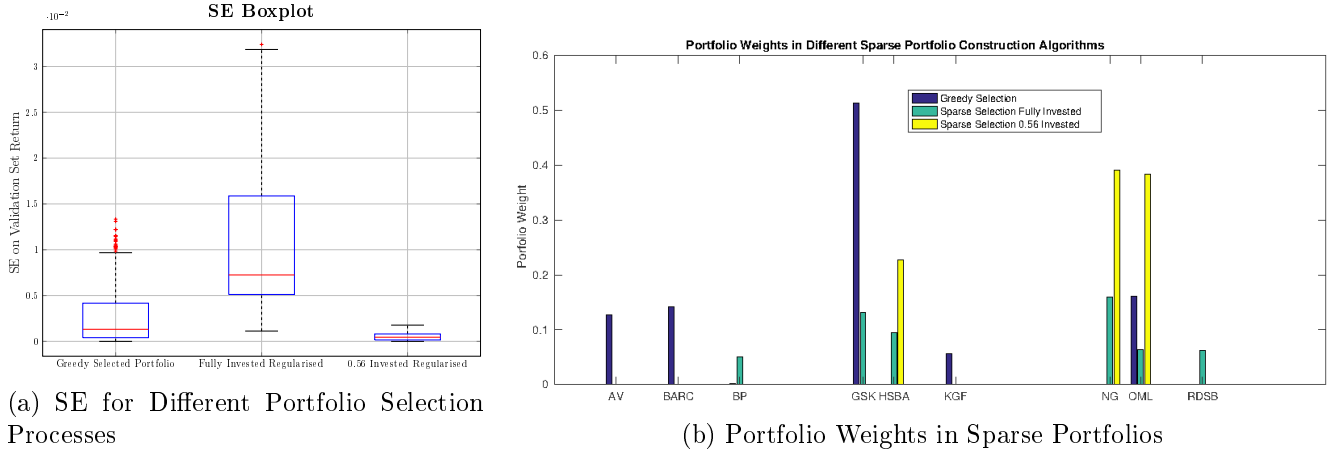 SE Boxplot
·10⁻²
SE on Validation Set Return
3
2.5
2
1.5
1
0.5
0
Greedy Selected Portfolio
Fully Invested Regularised
0.56 Invested Regularised
(a) SE for Different Portfolio Selection
Processes
Portfolio Weights in Different Sparse Portfolio Construction Algorithms
Portfolio Weight
0.6
0.5
0.4
0.3
0.2
0.1
0
Greedy Selection
Sparse Selection Fully Invested
Sparse Selection 0.56 Invested
AV
BARC
BP
GSK
HSBA
KGF
NG
OML
RDSB
(b) Portfolio Weights in Sparse Portfolios